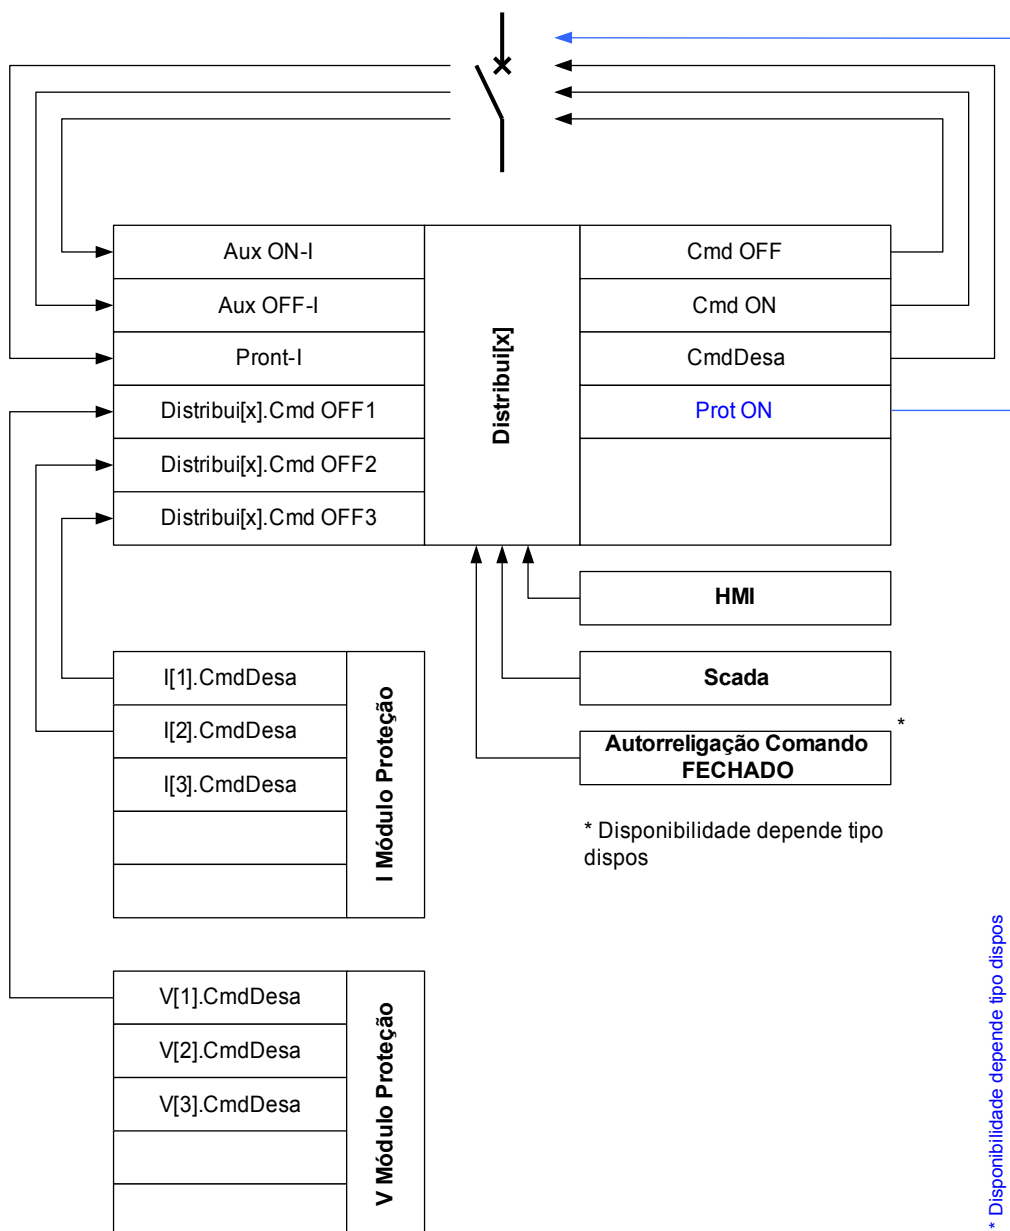 Aux ON-I
Aux OFF-I
Pront-I
Distribui[x].Cmd OFF1
Distribui[x].Cmd OFF2
Distribui[x].Cmd OFF3
Distribui[x]
Cmd OFF
Cmd ON
CmdDesa
Prot ON
HMI
Scada
*
Autorreligação Comando
FECHADO
* Disponibilidade depende tipo
dispos
I[1].CmdDesa
I[2].CmdDesa
I[3].CmdDesa
I Módulo Proteção
V[1].CmdDesa
V[2].CmdDesa
V[3].CmdDesa
V Módulo Proteção
* Disponibilidade depende tipo dispos